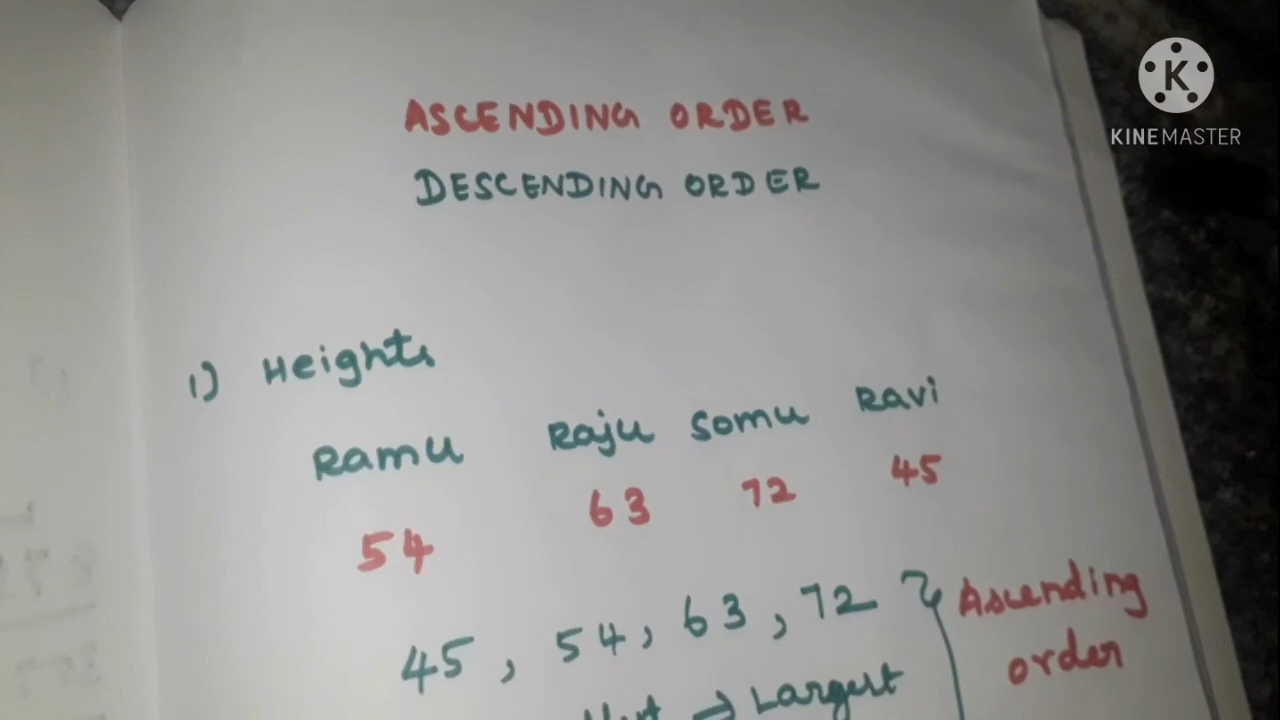 ASCENDING ORDER
DESCENDING ORDER
1) Heights
Ramu Raju Somu Ravi
54 63 72 45
45, 54, 63, 72 Ascending
order
→ Largest
K
KINEMASTER